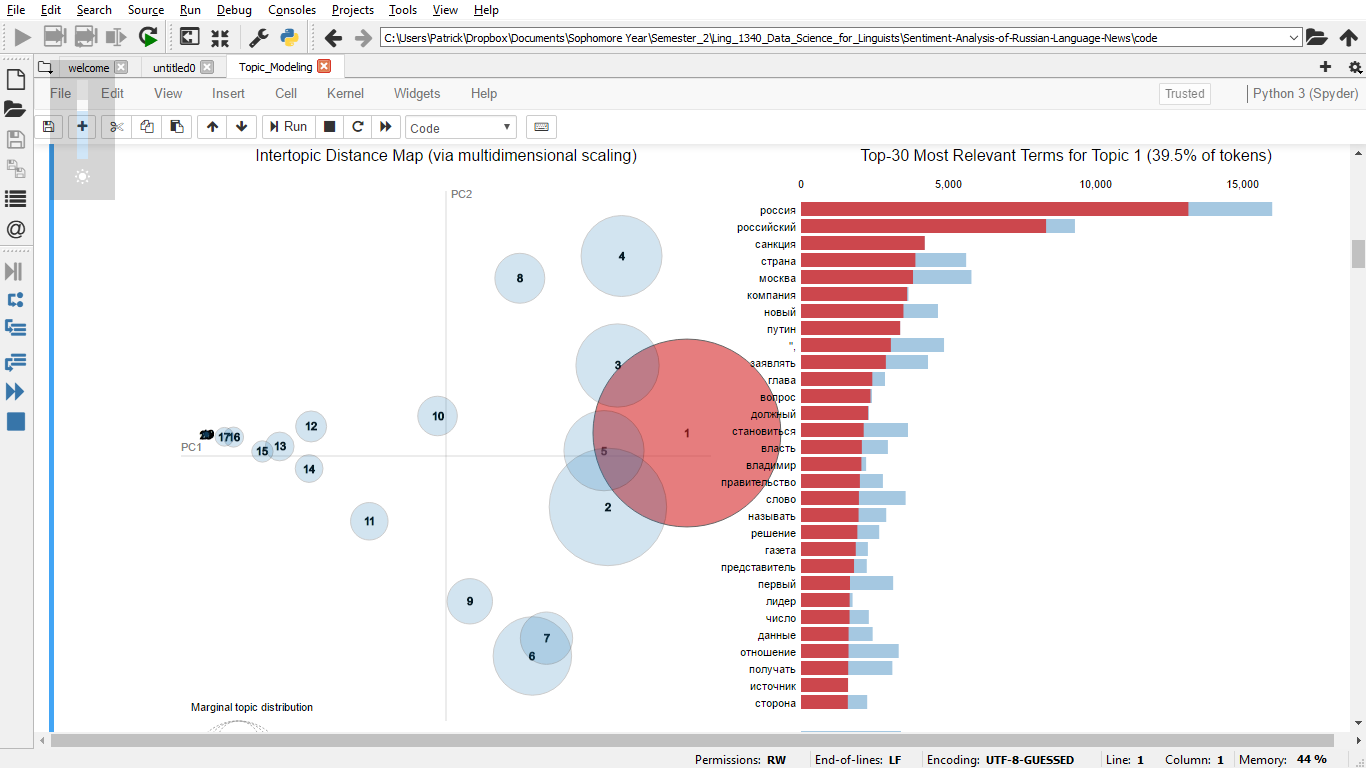 File Edit Search Source Run Debug Consoles Projects Tools View Help
C:\Users\Patrick\Dropbox\Documents\Sophomore Year\Semester_2\Ling_1340_Data_Science_for_Linguists\Sentiment-Analysis-of-Russian-Language-News\code
welcome untitled0 Topic_Modeling
File Edit View Insert Cell Kernel Widgets Help
Trusted Python 3 (Spyder)
Run Code
Intertopic Distance Map (via multidimensional scaling)
PC2
4
8
3
10
12
17 16
13
15
PC1
1
5
14
2
11
9
7
6
Marginal topic distribution
Top-30 Most Relevant Terms for Topic 1 (39.5% of tokens)
0 5,000 10,000 15,000
россия
российский
санкция
страна
москва
компания
новый
путин
",
заявлять
глава
вопрос
должный
становиться
власть
владимир
правительство
слово
называть
решение
газета
представитель
первый
лидер
число
данные
отношение
получать
источник
сторона
Permissions: RW End-of-lines: LF Encoding: UTF-8-GUESSED Line: 1 Column: 1 Memory: 44 %